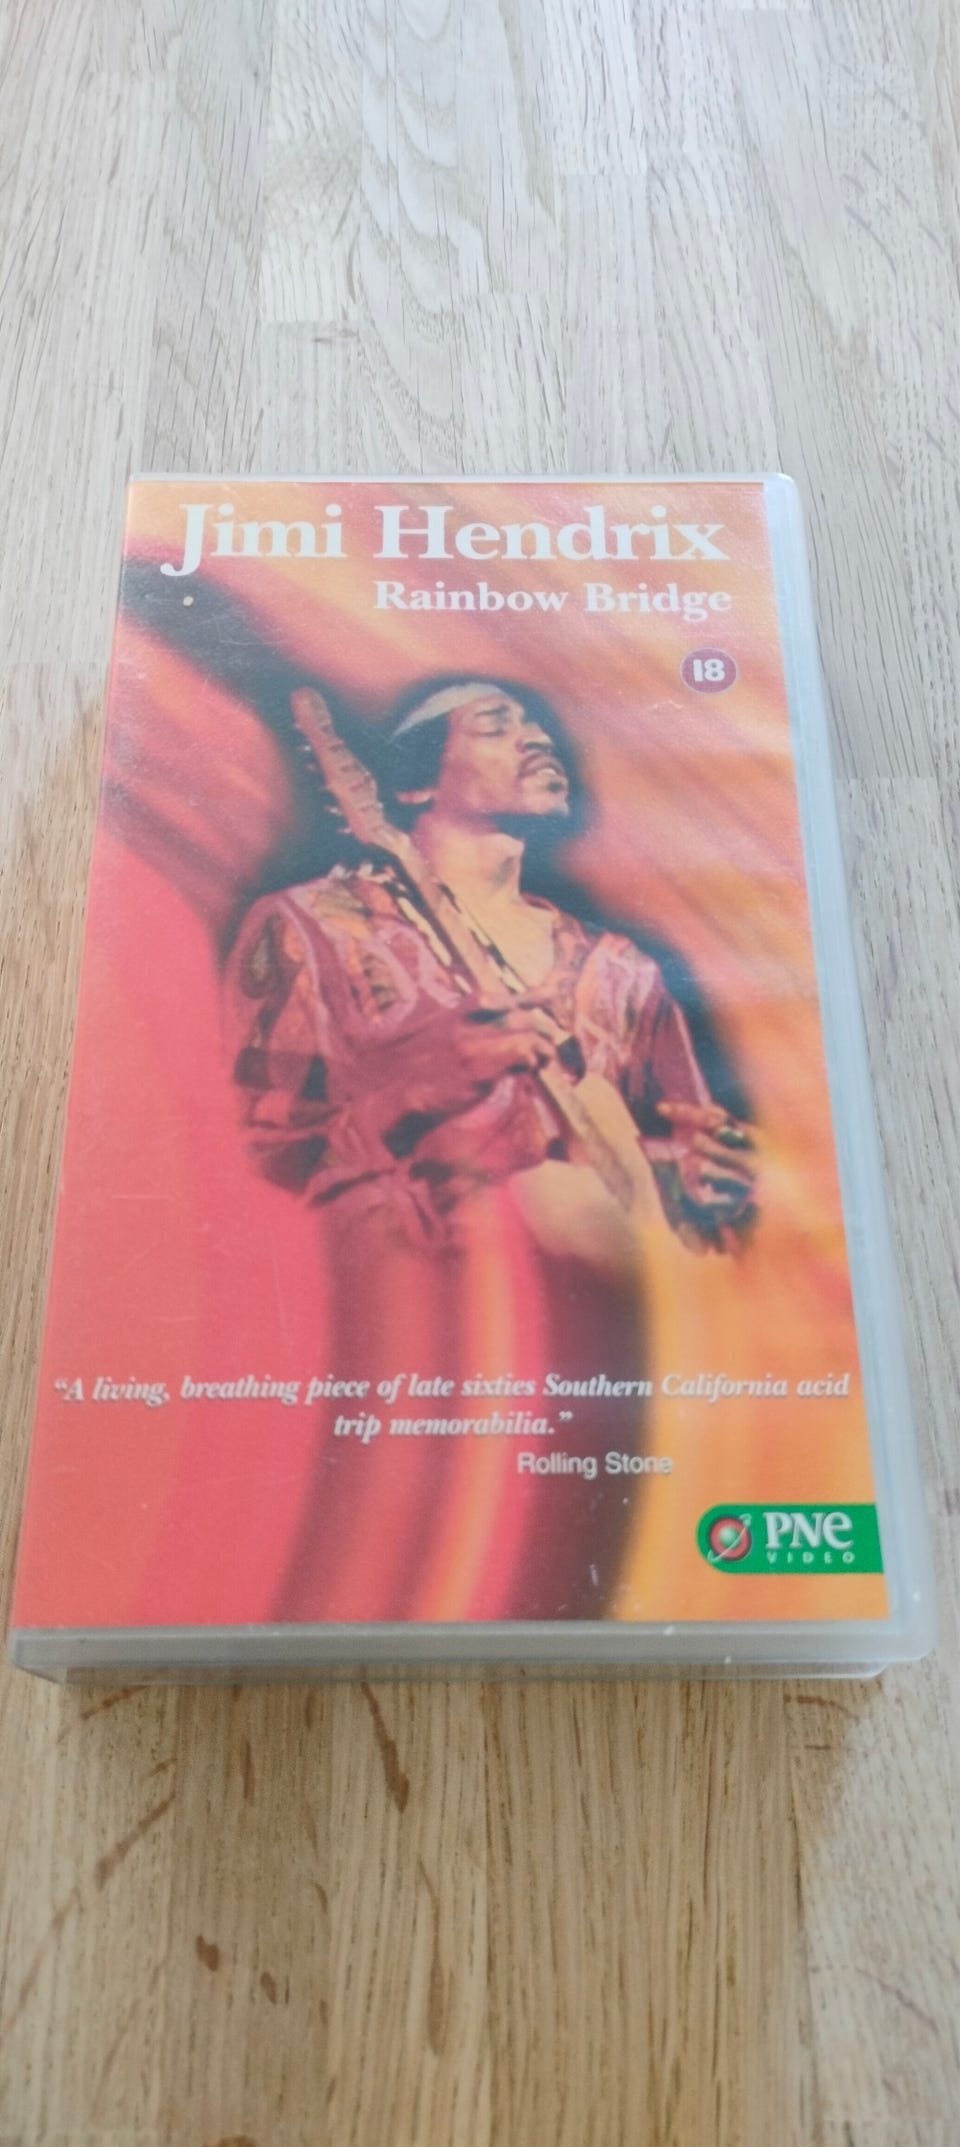 Jimi Hendrix
Rainbow Bridge
18
“A living, breathing piece of late sixties Southern California acid
trip memorabilia.”
Rolling Stone
PNe
VIDEO